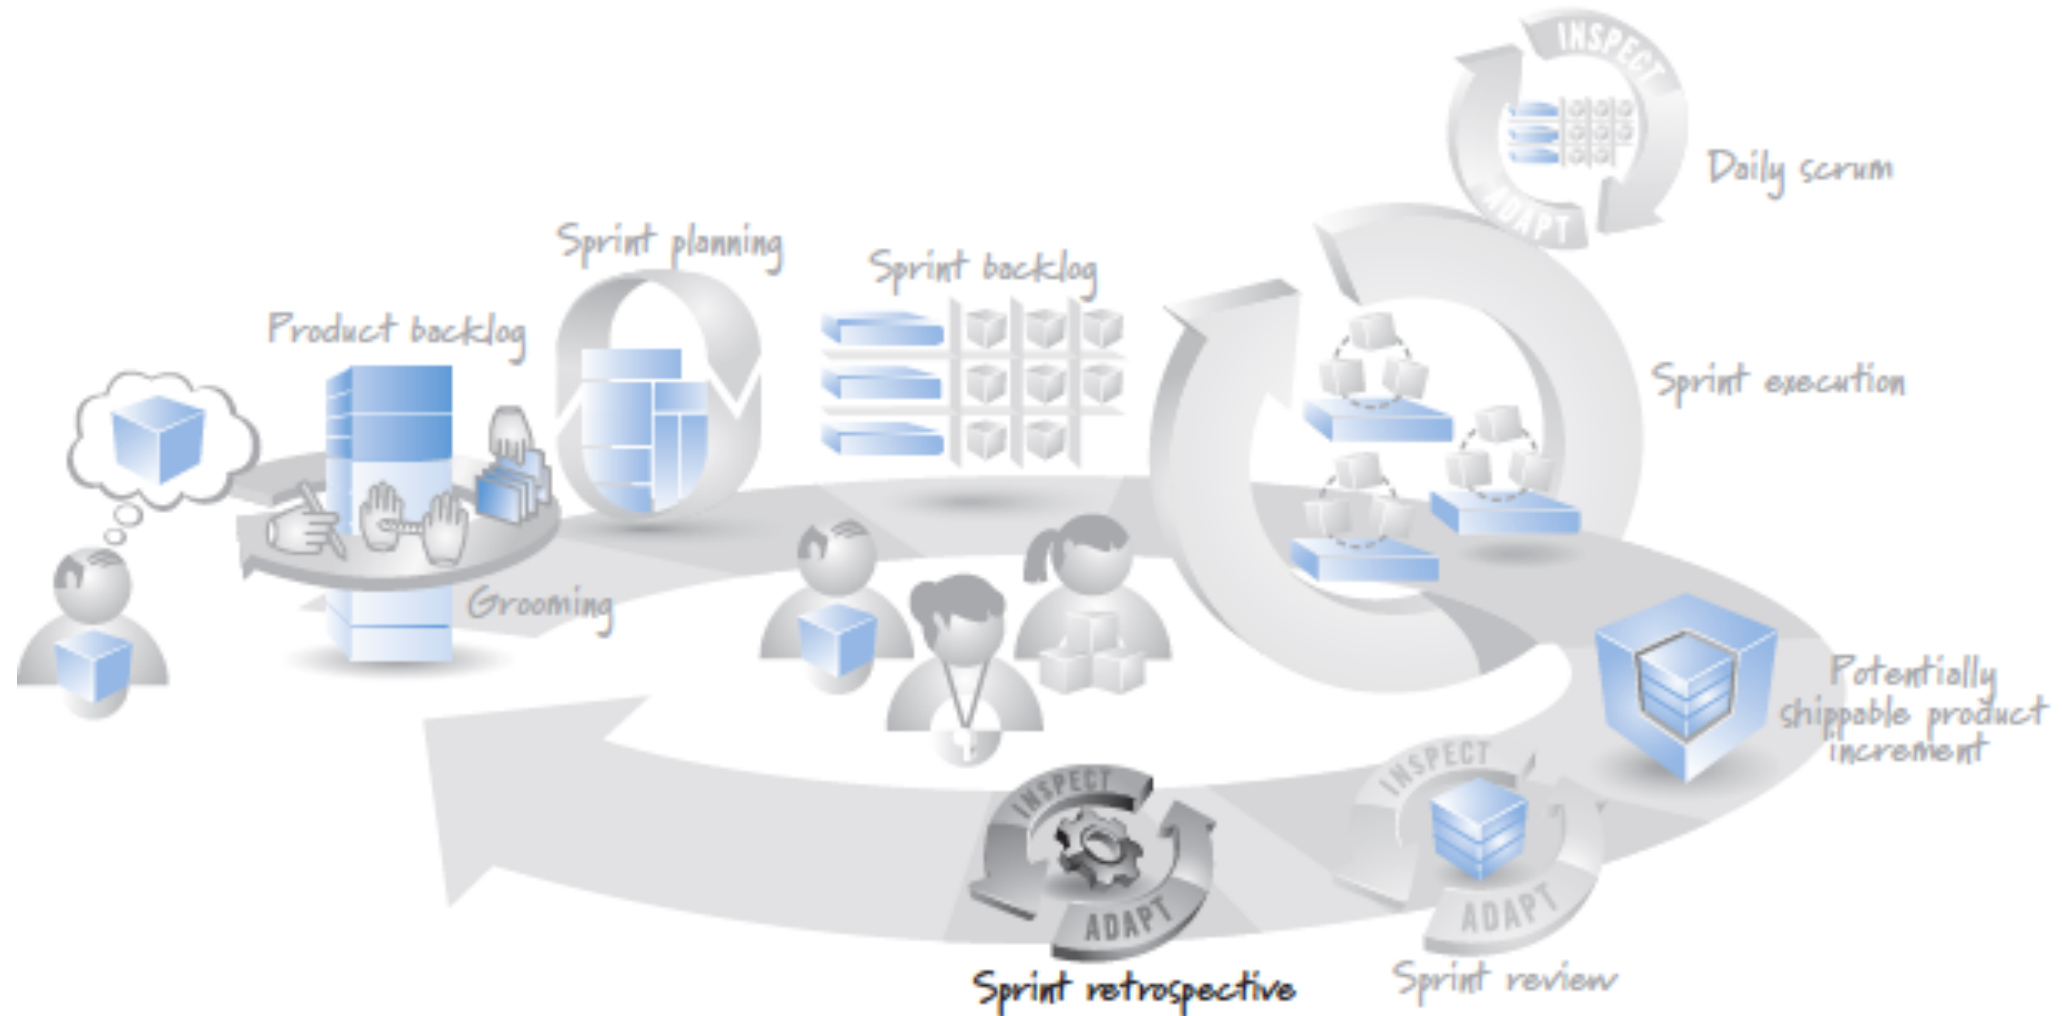 INSPECT
ADAPT
Daily scrum
Sprint planning
Sprint backlog
Product backlog
Sprint execution
Grooming
Potentially
shippable product
increment
INSPECT
ADAPT
Sprint review
INSPECT
ADAPT
Sprint retrospective